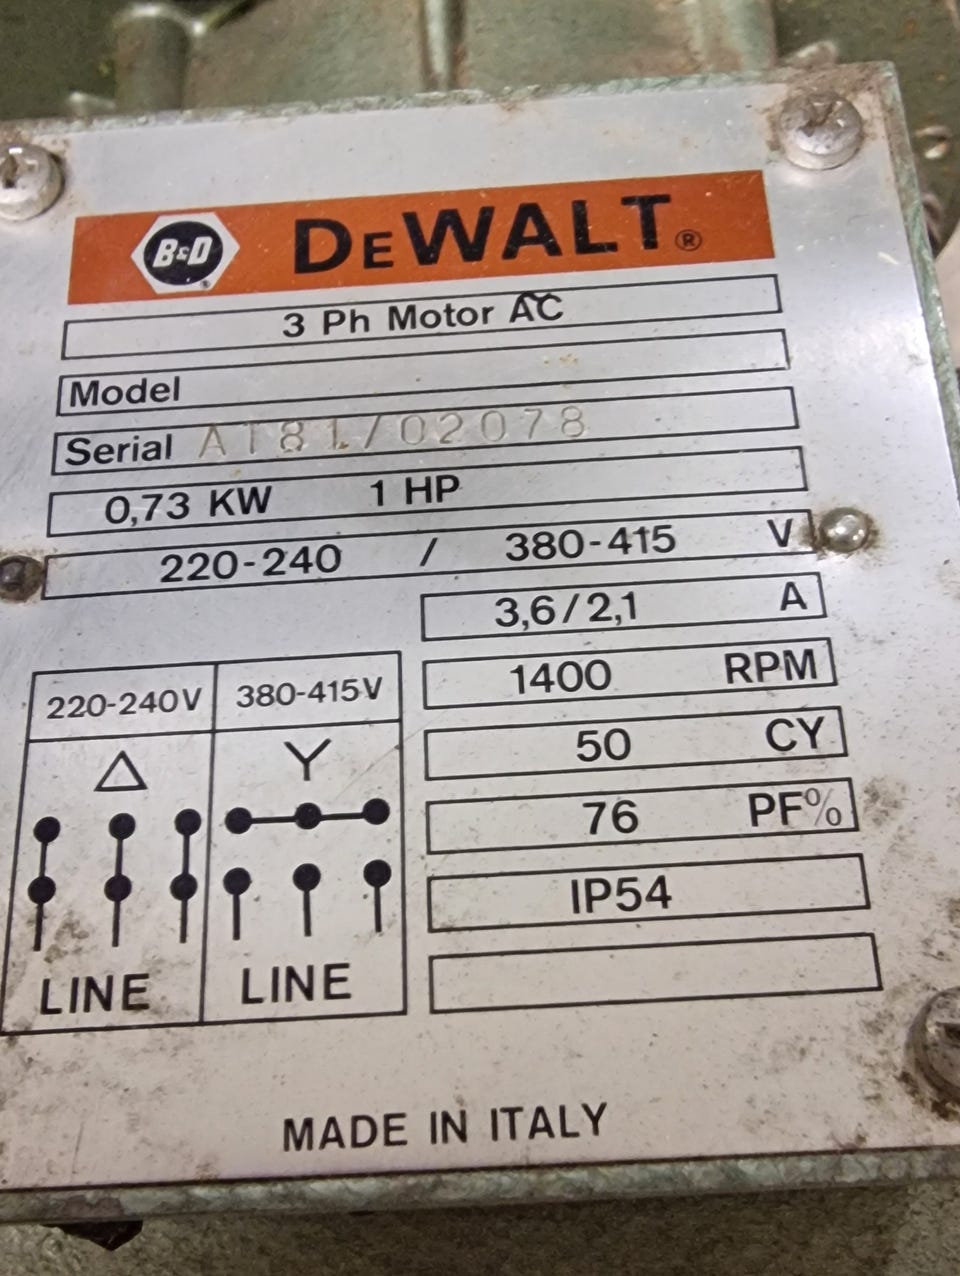 B&D DeWALT®
3 Ph Motor AC
Model
Serial AT81/02078
0,73 KW 1 HP
220-240 / 380-415 V
3,6/2,1 A
1400 RPM
50 CY
76 PF%
IP54
220-240V 380-415V
Δ Y
LINE LINE
MADE IN ITALY